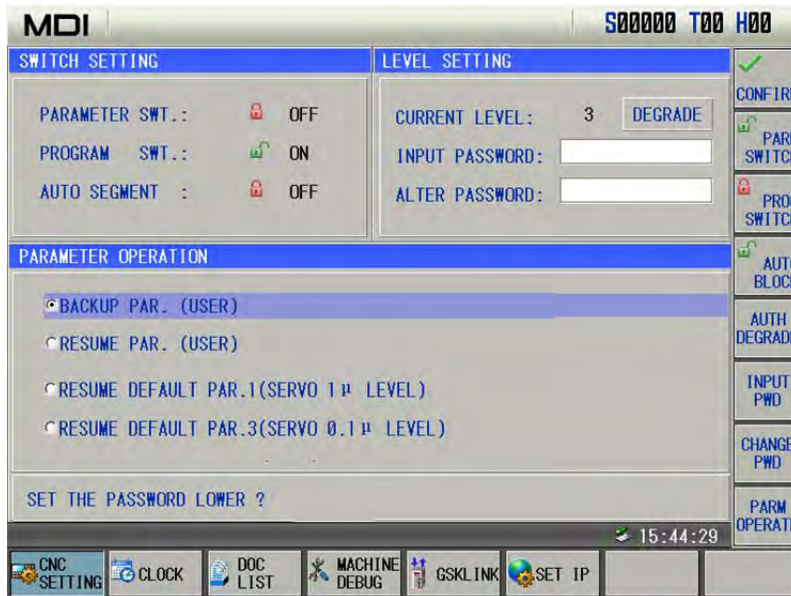 MDI
S00000 T00 H00
SWITCH SETTING
PARAMETER SWT.: OFF
PROGRAM SWT.: ON
AUTO SEGMENT : OFF
LEVEL SETTING
CURRENT LEVEL: 3 DEGRADE
INPUT PASSWORD:
ALTER PASSWORD:
PARAMETER OPERATION
BACKUP PAR. (USER)
RESUME PAR. (USER)
RESUME DEFAULT PAR.1(SERVO 1μ LEVEL)
RESUME DEFAULT PAR.3(SERVO 0.1μ LEVEL)
SET THE PASSWORD LOWER ?
15:44:29
CONFIR
PAR
SWITC
PRO
SWITC
AUT
BLOC
AUTH
DEGRAD
INPUT
PWD
CHANGE
PWD
PARM
OPERAT
CNC
SETTING
CLOCK
DOC
LIST
MACHINE
DEBUG
GSKLINK
SET IP